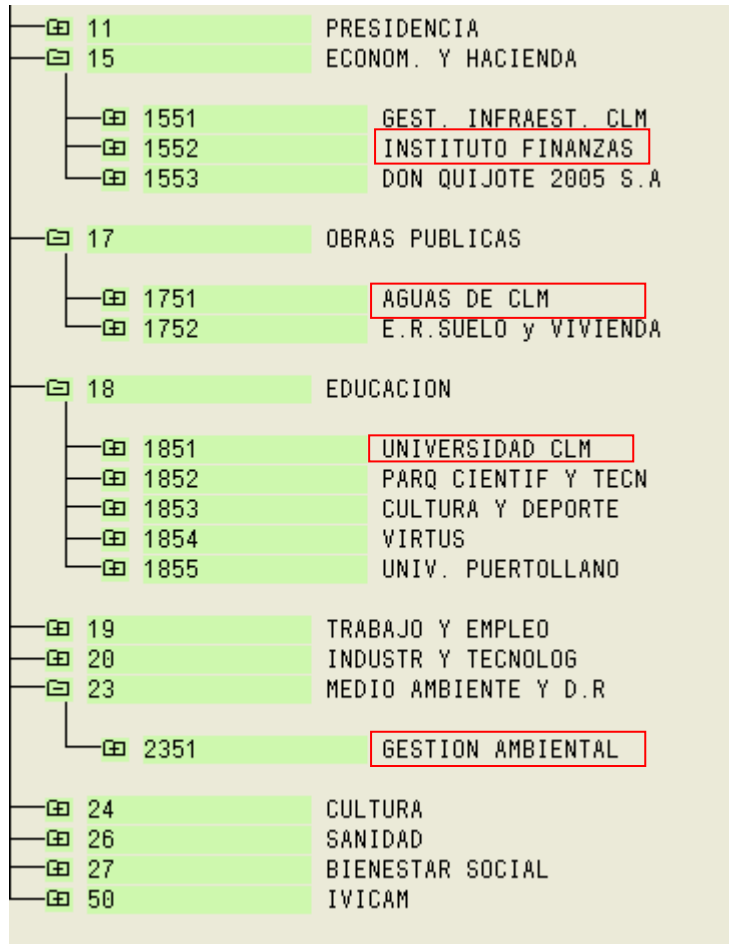 11 PRESIDENCIA
15 ECONOM. Y HACIENDA
1551 GEST. INFRAEST. CLM
1552 INSTITUTO FINANZAS
1553 DON QUIJOTE 2005 S.A
17 OBRAS PUBLICAS
1751 AGUAS DE CLM
1752 E.R.SUELO y VIVIENDA
18 EDUCACION
1851 UNIVERSIDAD CLM
1852 PARQ CIENTIF Y TECN
1853 CULTURA Y DEPORTE
1854 VIRTUS
1855 UNIV. PUERTOLLANO
19 TRABAJO Y EMPLEO
20 INDUSTR Y TECNOLOG
23 MEDIO AMBIENTE Y D.R
2351 GESTION AMBIENTAL
24 CULTURA
26 SANIDAD
27 BIENESTAR SOCIAL
50 IVICAM